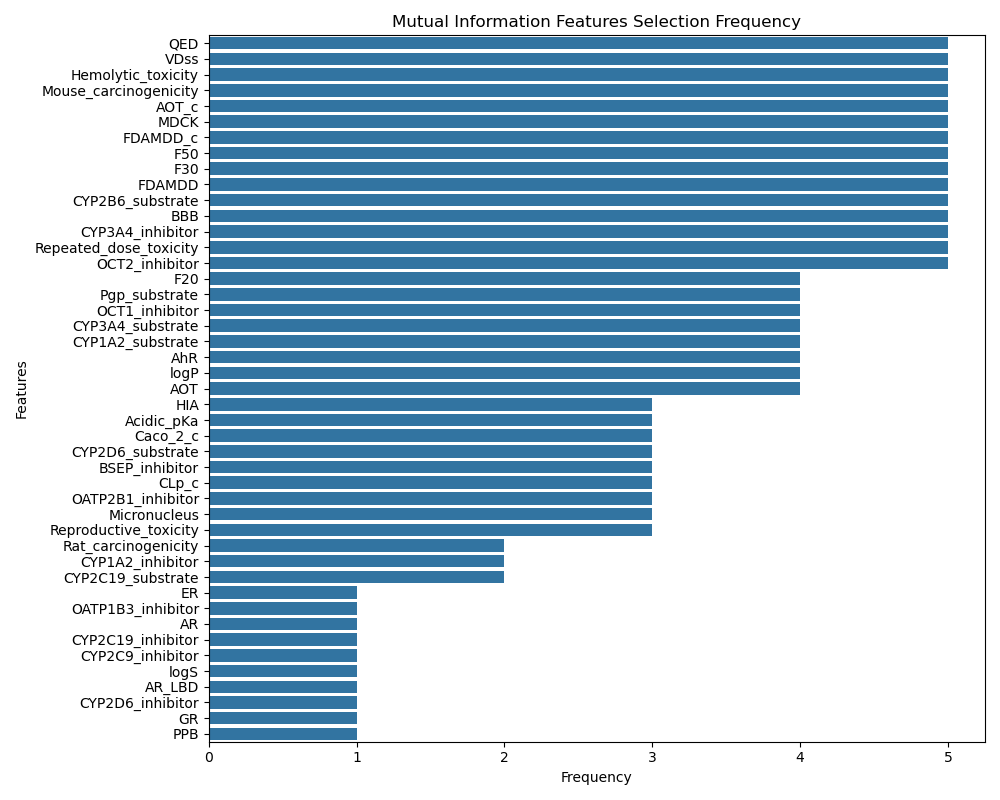 Mutual Information Features Selection Frequency
Features
QED
VDss
Hemolytic_toxicity
Mouse_carcinogenicity
AOT_c
MDCK
FDAMDD_c
F50
F30
FDAMDD
CYP2B6_substrate
BBB
CYP3A4_inhibitor
Repeated_dose_toxicity
OCT2_inhibitor
F20
Pgp_substrate
OCT1_inhibitor
CYP3A4_substrate
CYP1A2_substrate
AhR
logP
AOT
HIA
Acidic_pKa
Caco_2_c
CYP2D6_substrate
BSEP_inhibitor
CLp_c
OATP2B1_inhibitor
Micronucleus
Reproductive_toxicity
Rat_carcinogenicity
CYP1A2_inhibitor
CYP2C19_substrate
ER
OATP1B3_inhibitor
AR
CYP2C19_inhibitor
CYP2C9_inhibitor
logS
AR_LBD
CYP2D6_inhibitor
GR
PPB
0 1 2 3 4 5
Frequency